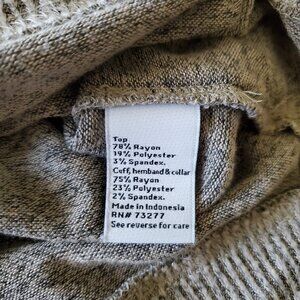 Top
78% Rayon
19% Polyester
3% Spandex.
Cuff, hemband & collar
75% Rayon
23% Polyester
2% Spandex
Made in Indonesia
RN# 73277
See reverse for care